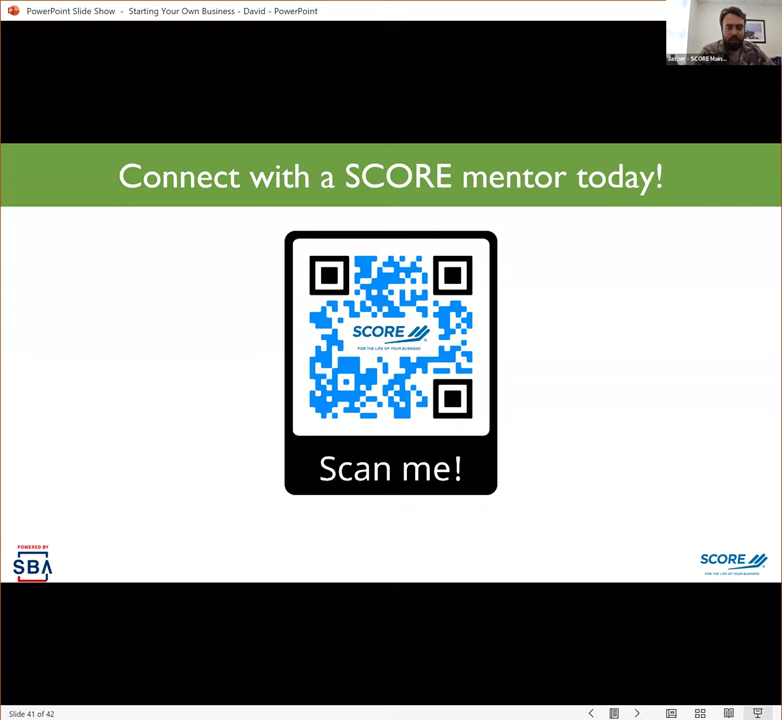 PowerPoint Slide Show - Starting Your Own Business - David - PowerPoint
Jasper - SCORE Main...
Connect with a SCORE mentor today!
SCORE
FOR THE LIFE OF YOUR BUSINESS
Scan me!
POWERED BY
SBA
SCORE
FOR THE LIFE OF YOUR BUSINESS
Slide 41 of 42